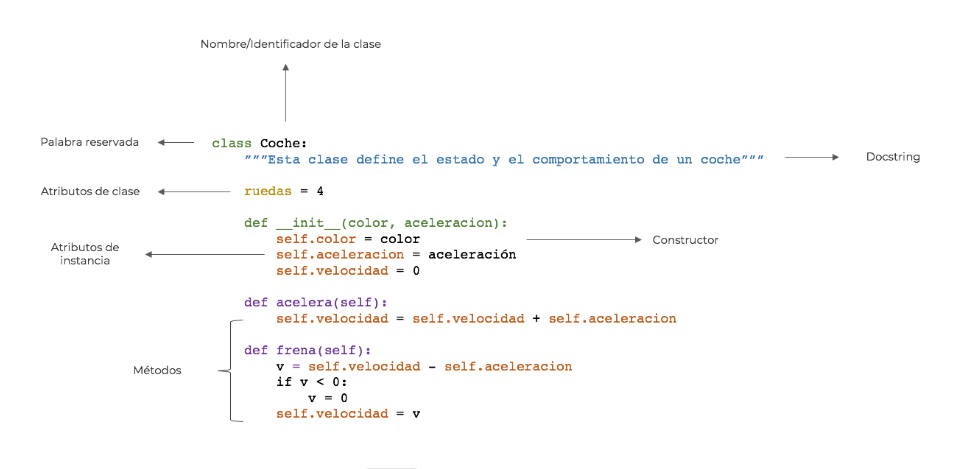 Nombre/Identificador de la clase
Palabra reservada
class Coche:
"""Esta clase define el estado y el comportamiento de un coche"""
Docstring
Atributos de clase
ruedas = 4
def __init__(color, aceleracion):
self.color = color
Constructor
Atributos de
instancia
self.aceleracion = aceleración
self.velocidad = 0
def acelera(self):
self.velocidad = self.velocidad + self.aceleracion
def frena(self):
Métodos
v = self.velocidad - self.aceleracion
if v < 0:
v = 0
self.velocidad = v